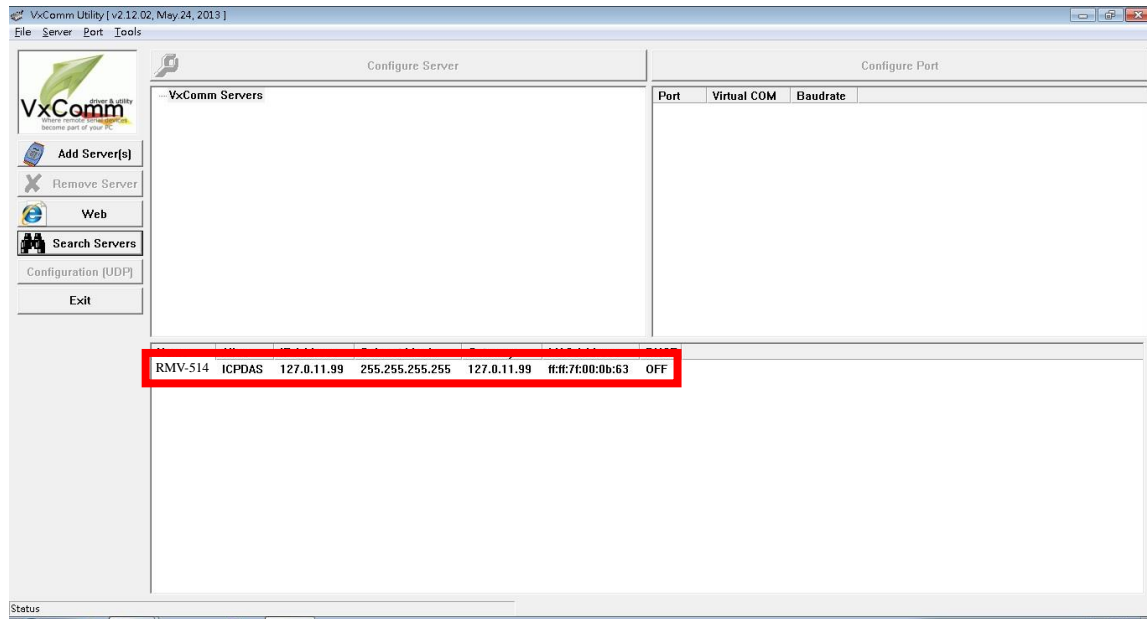 VxComm Utility [ v2.12.02, May.24, 2013 ]
File Server Port Tools
VxComm
driver & utility
Where remote serial devices
become part of your PC
Add Server(s)
Remove Server
Web
Search Servers
Configuration (UDP)
Exit
Configure Server
VxComm Servers
Configure Port
Port Virtual COM Baudrate
RMV-514 ICPDAS 127.0.11.99 255.255.255.255 127.0.11.99 ff:ff:7f:00:0b:63 OFF
Status